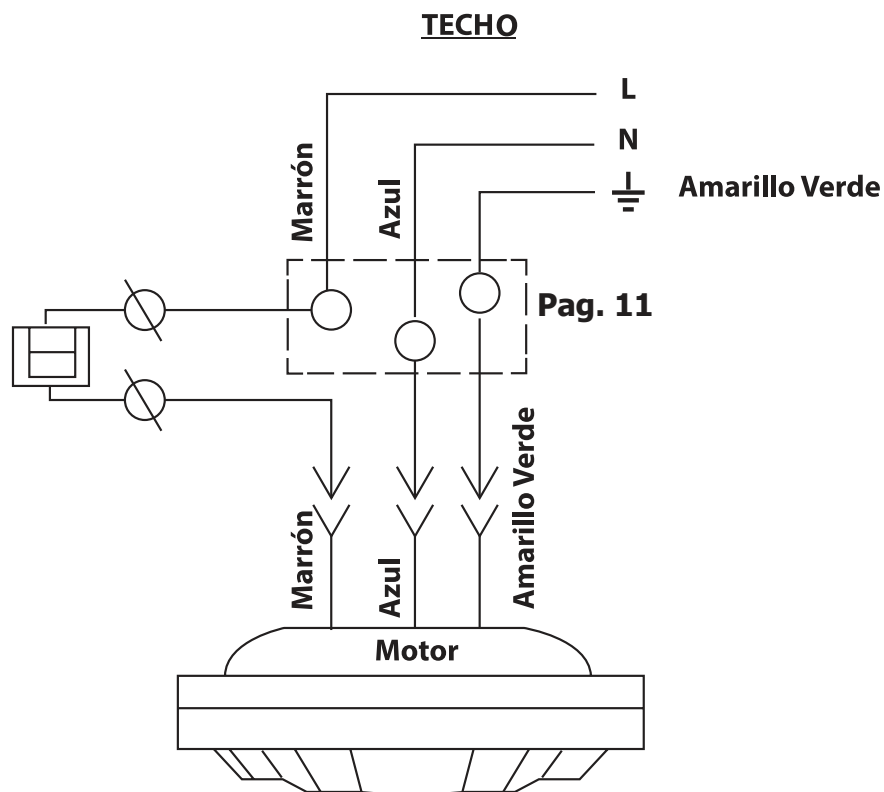 TECHO
L
N
Amarillo Verde
Marrón
Azul
Pag. 11
Amarillo Verde
Marrón
Azul
Motor